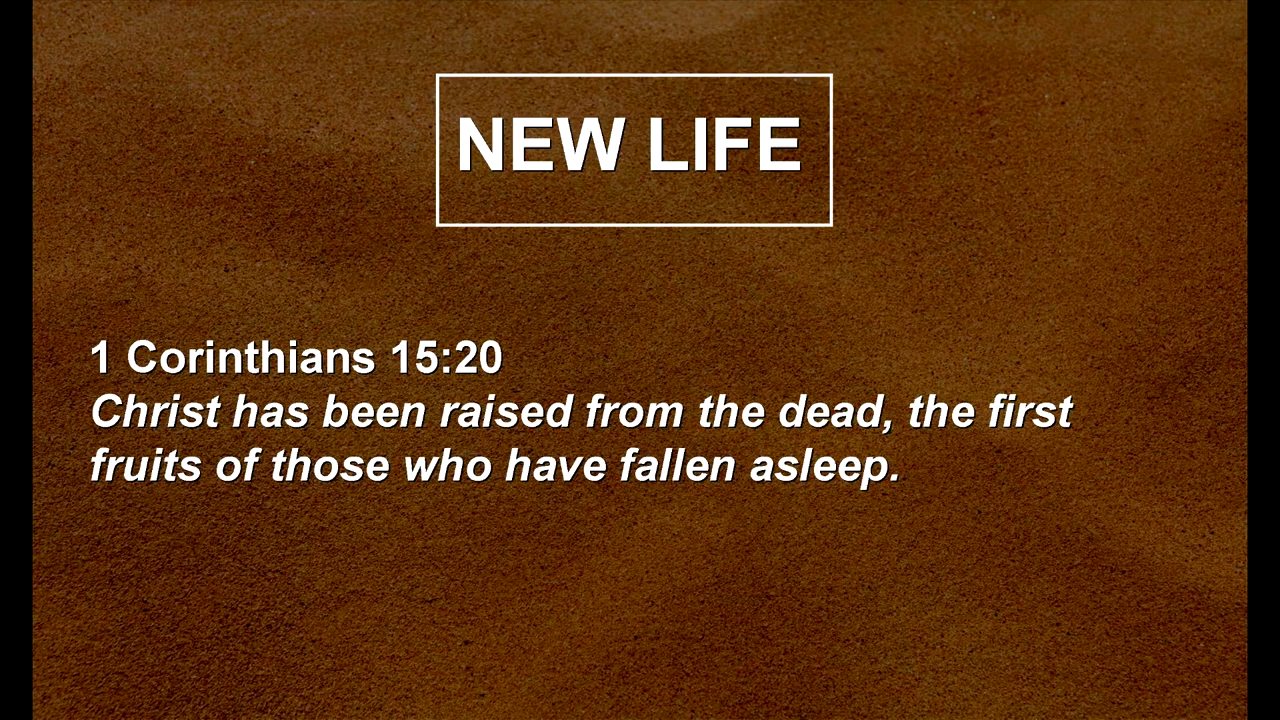 NEW LIFE
1 Corinthians 15:20
Christ has been raised from the dead, the first
fruits of those who have fallen asleep.